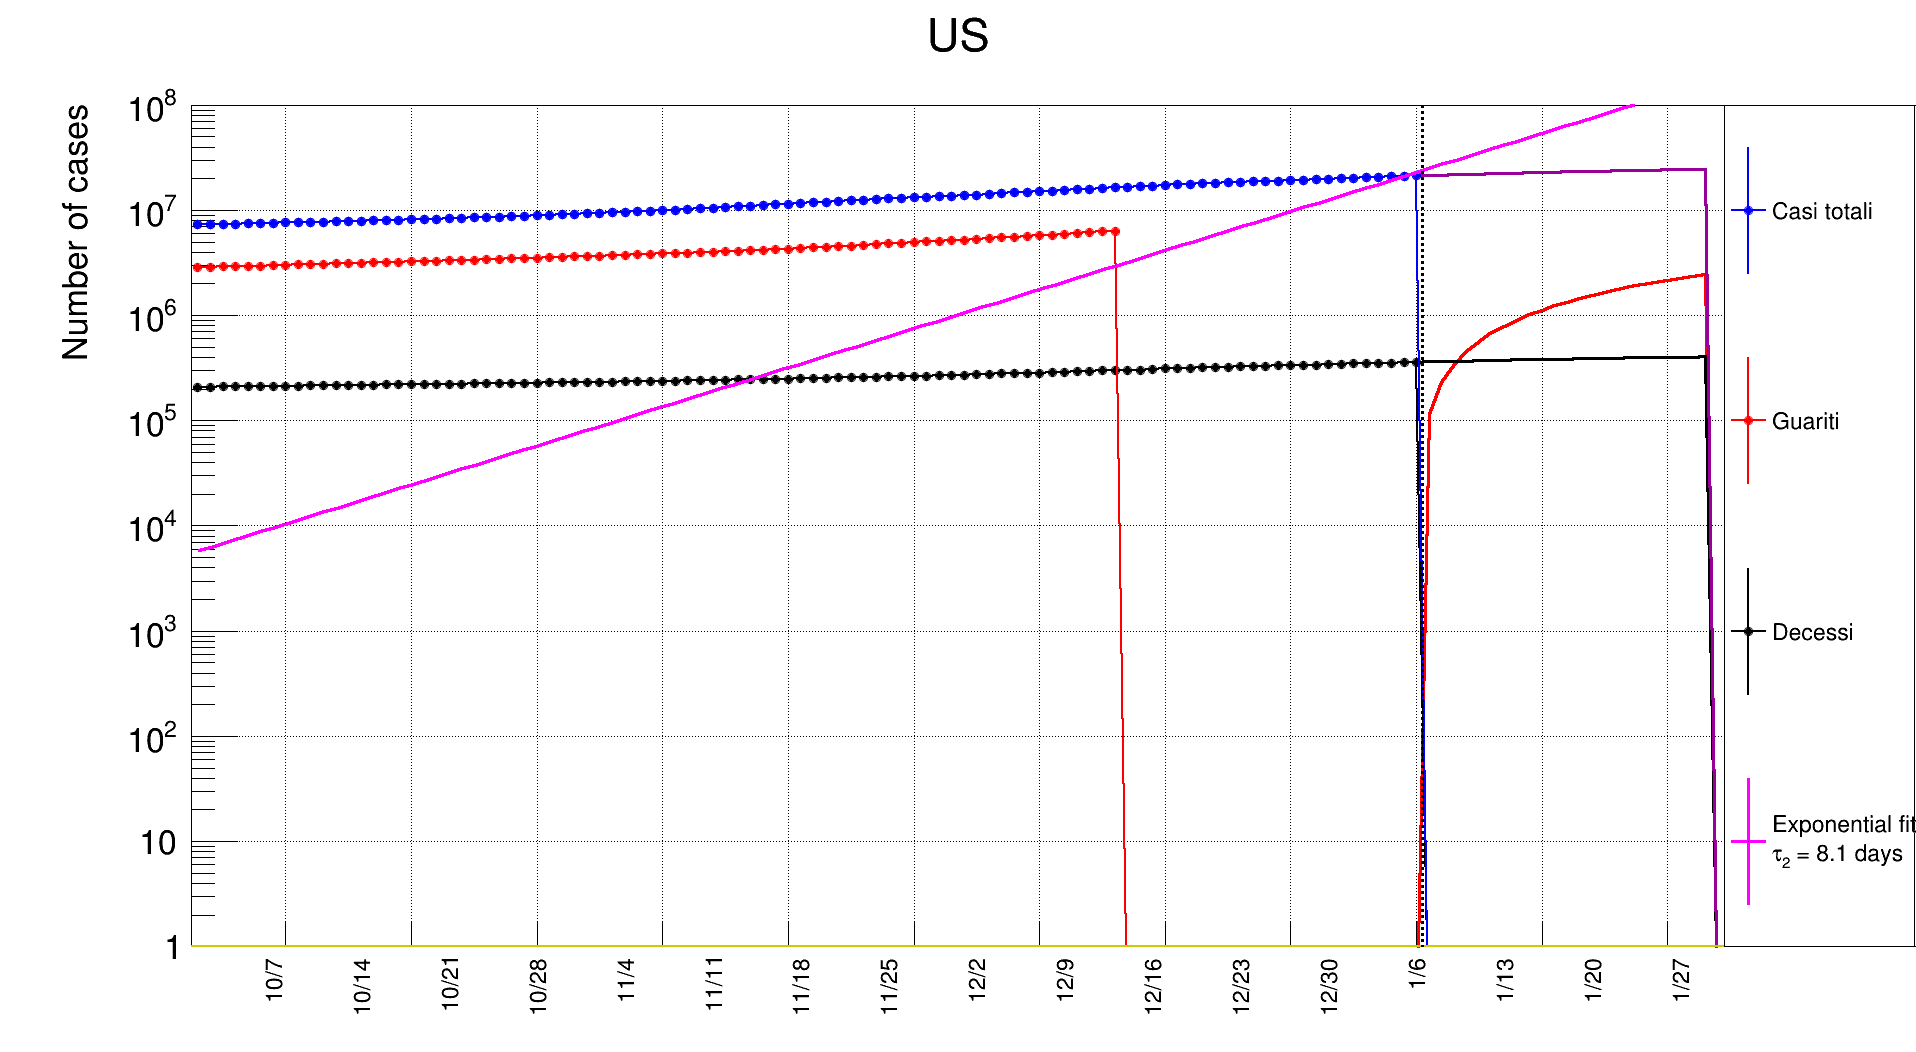 US
Number of cases
10^8
10^7
10^6
10^5
10^4
10^3
10^2
10
1
10/7 10/14 10/21 10/28 11/4 11/11 11/18 11/25 12/2 12/9 12/16 12/23 12/30 1/6 1/13 1/20 1/27
Casi totali
Guariti
Decessi
Exponential fit
τ₂ = 8.1 days